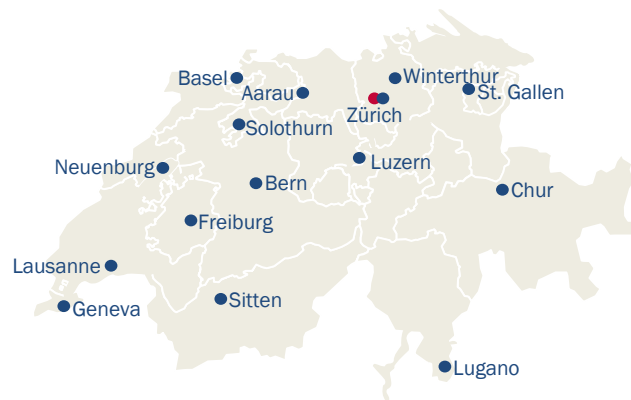 Basel
Winterthur
Aarau
St. Gallen
Zürich
Solothurn
Neuenburg
Luzern
Bern
Chur
Freiburg
Lausanne
Sitten
Geneva
Lugano